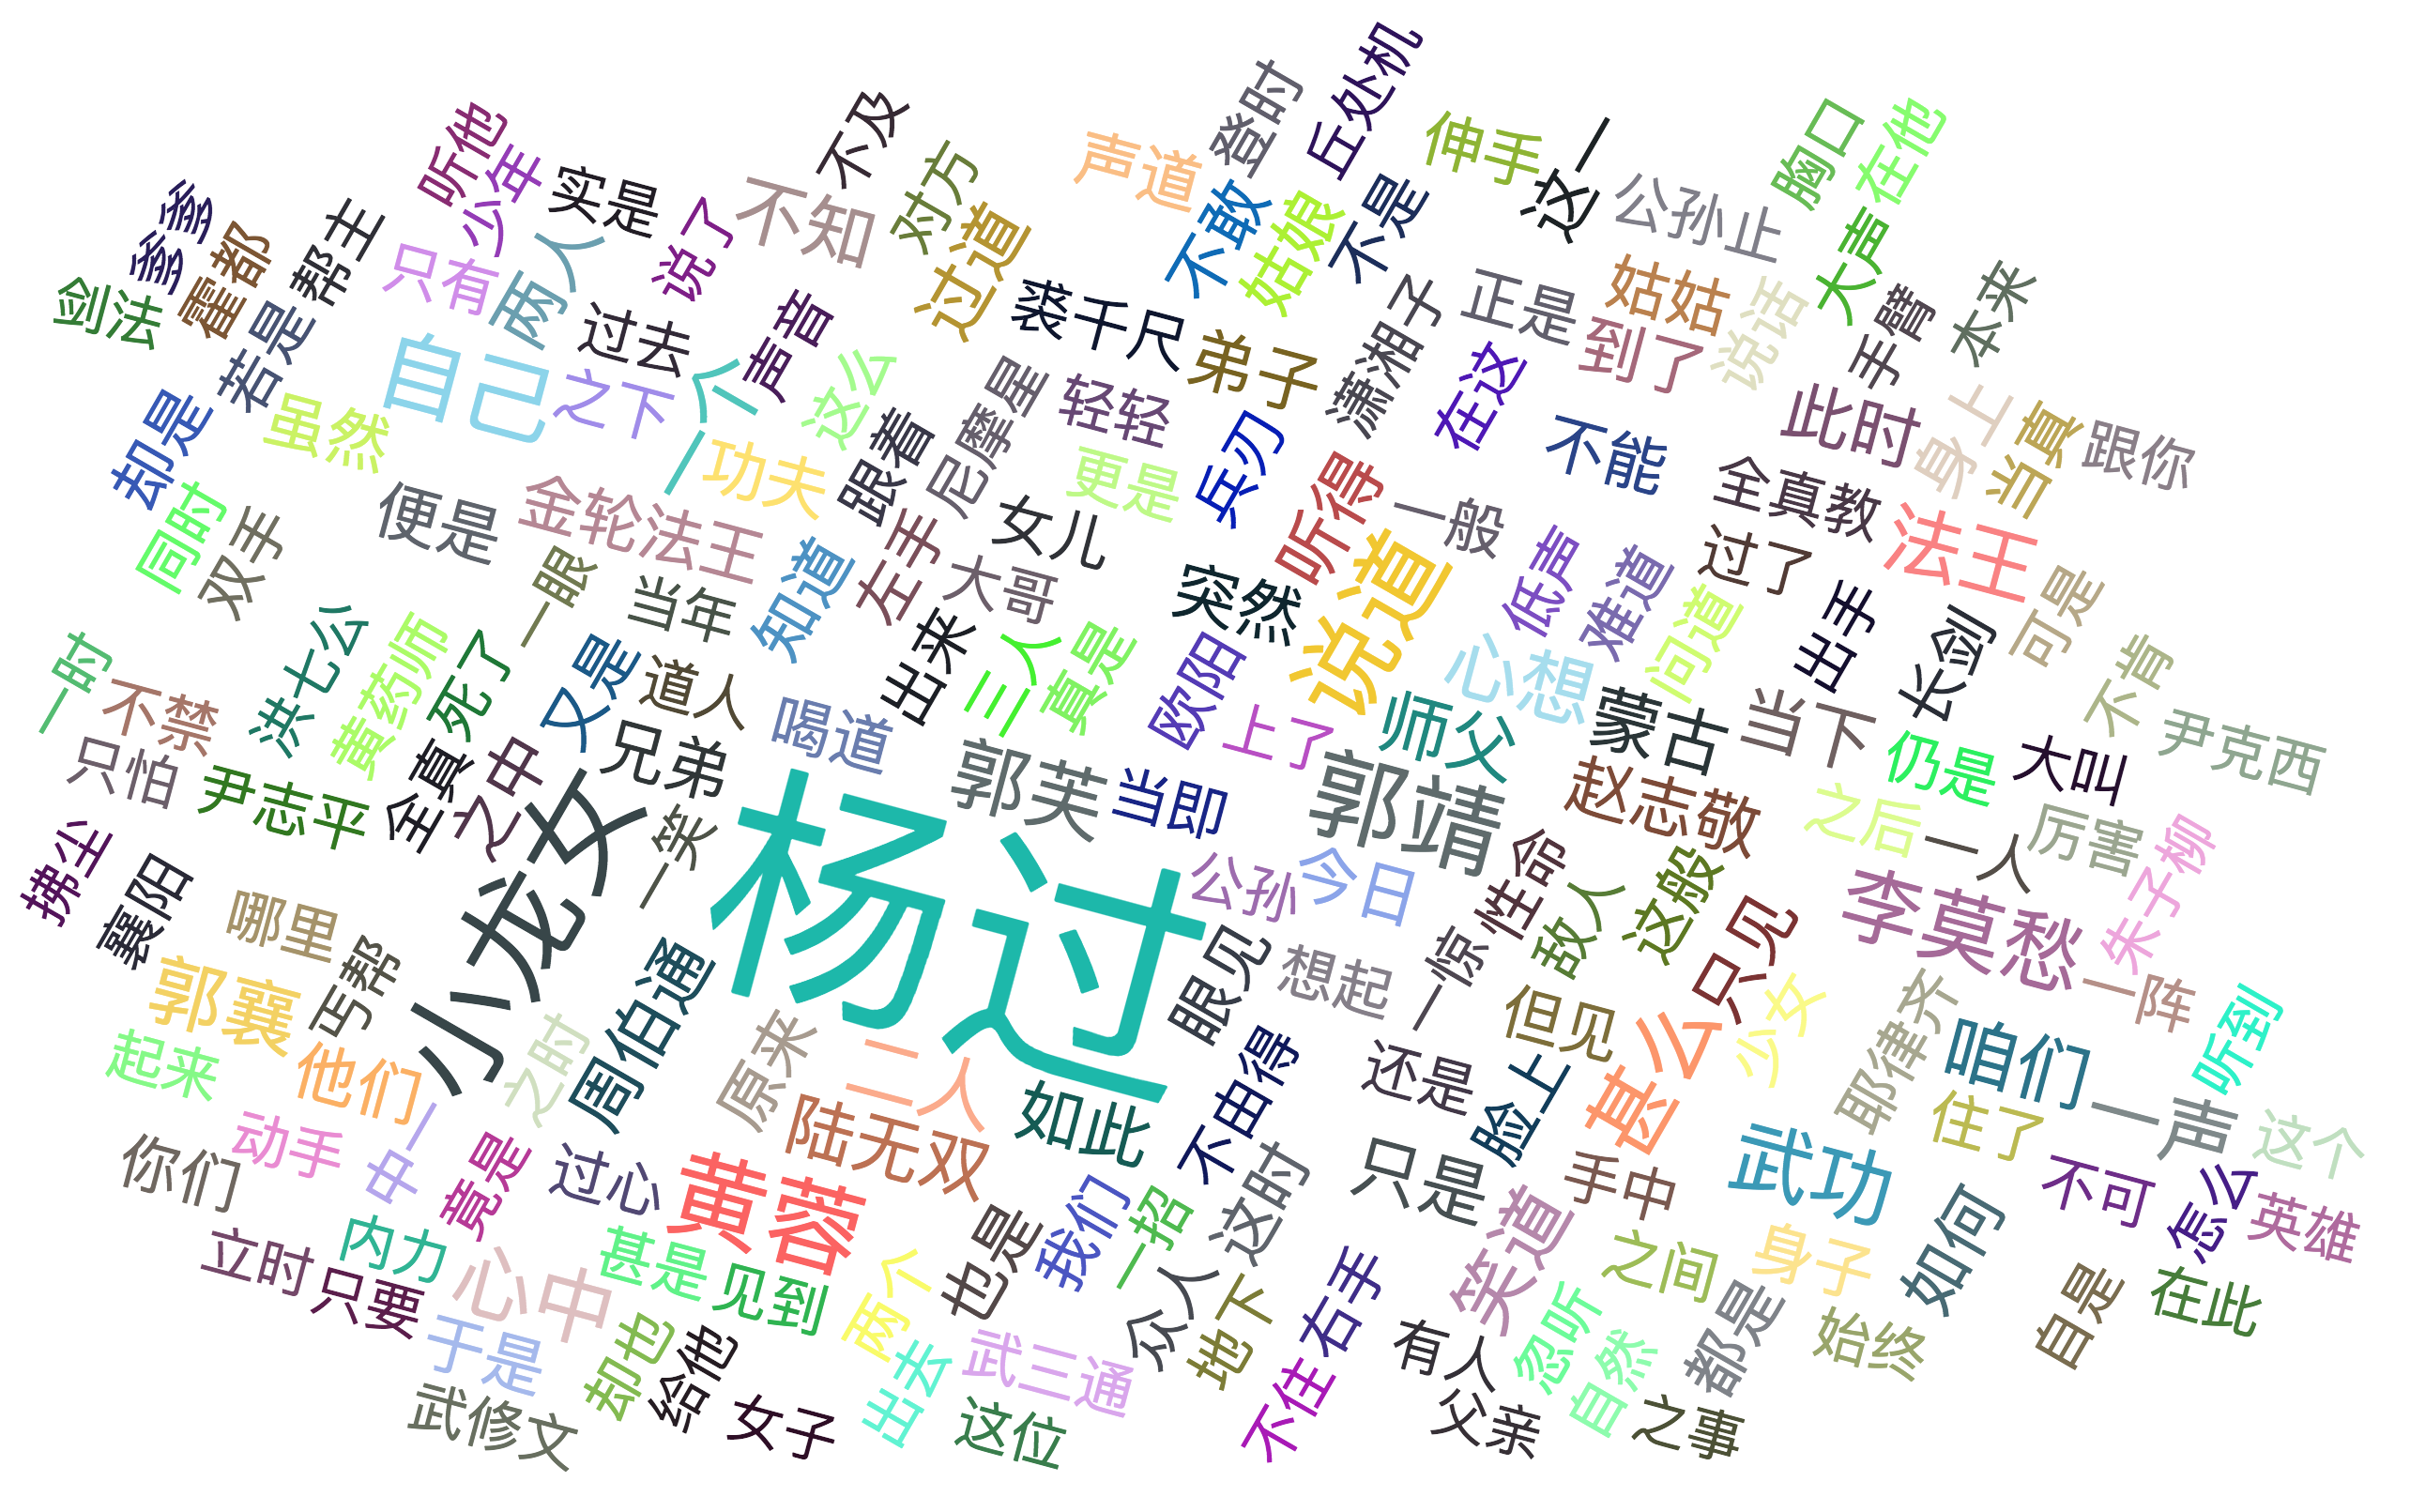 丘处机
登时
不及
听他
少年
实是
说了
不知
对方
声道
伸手
这一
胸口
在他
爹爹
霍都
帮主
剑法
只有
两人
过去
过道
不敢
姑娘
不是
公孙止
大声
若是
自己
之下
一个
声音
这么
裘千尺
弟子
潇湘子
正是
姑姑
到了
说话
手臂
本来
却是
虽然
功夫
跟着
尼摩星
轻轻
更是
兵刃
听得
在这
不能
此时
身上
当真
跟你
同时
双手
便是
金轮法王
一眼
当年
知道
左手
女儿
大哥
突然
一般
说道
低声
难道
问道
全真教
过了
法王
出手
长剑
可是
不肯
尹克西
一时
不禁
洪七公
黄药师
死了
又是
道人
出来
三人
真是
欧阳
上了
心想
师父
蒙古
当下
仍是
大叫
只怕
尹志平
全真
之中
兄弟
喝道
小龙女
一笑
杨过
郭芙
当即
郭靖
赵志敬
之后
一人
厉害
朱子柳
拂尘
襄阳
哪里
丐帮
郭襄
周伯通
公孙
今日
性命
敌人
这般
只见
李莫愁
一阵
听到
起来
他们
之时
原来
二人
眼见
想起
一惊
但见
甚么
少女
耶律齐
咱们
一声
这个
你们
动手
中一
竟是
过心
陆无双
如此
不由得
还是
脸上
武功
住了
不可
怎么
英雄
立时
内力
只要
心中
甚是
黄蓉
见到
两个
也是
我们
一招
这时
只是
手中
笑道
之间
身子
如何
自是
在此
于是
却也
给他
出去
武三通
众人
地下
右手
有人
忽听
自然
都是
始终
武修文
女子
这位
不住
父亲
之事